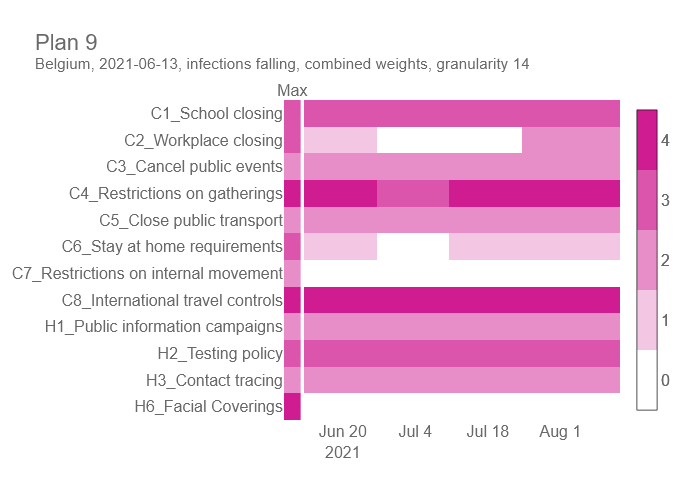 Plan 9
Belgium, 2021-06-13, infections falling, combined weights, granularity 14
Max
C1_School closing
C2_Workplace closing
C3_Cancel public events
C4_Restrictions on gatherings
C5_Close public transport
C6_Stay at home requirements
C7_Restrictions on internal movement
C8_International travel controls
H1_Public information campaigns
H2_Testing policy
H3_Contact tracing
H6_Facial Coverings
Jun 20 Jul 4 Jul 18 Aug 1
2021
4
3
2
1
0